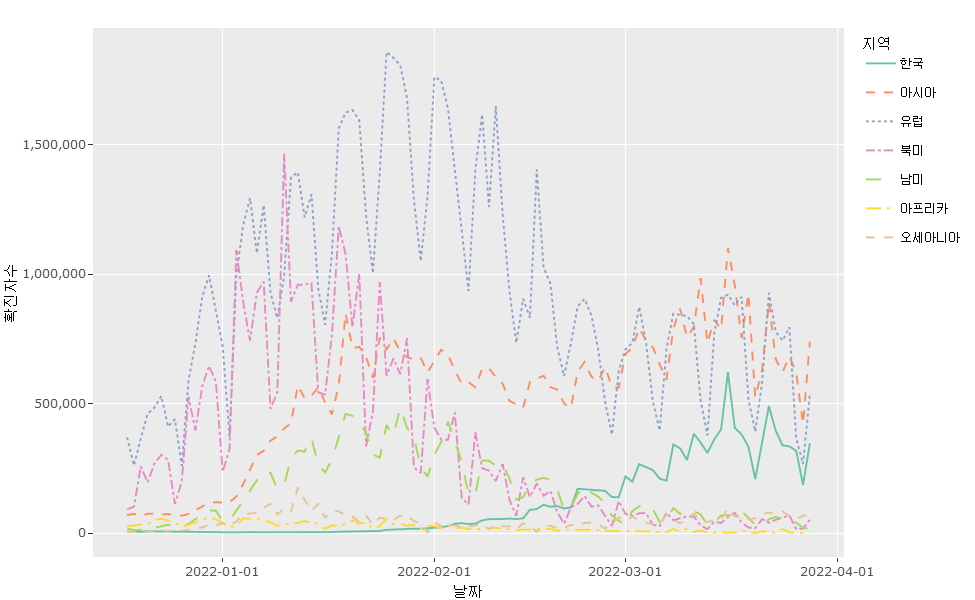 지역
한국
아시아
유럽
북미
남미
아프리카
오세아니아
확진자수
1,500,000
1,000,000
500,000
0
2022-01-01
2022-02-01
2022-03-01
2022-04-01
날짜